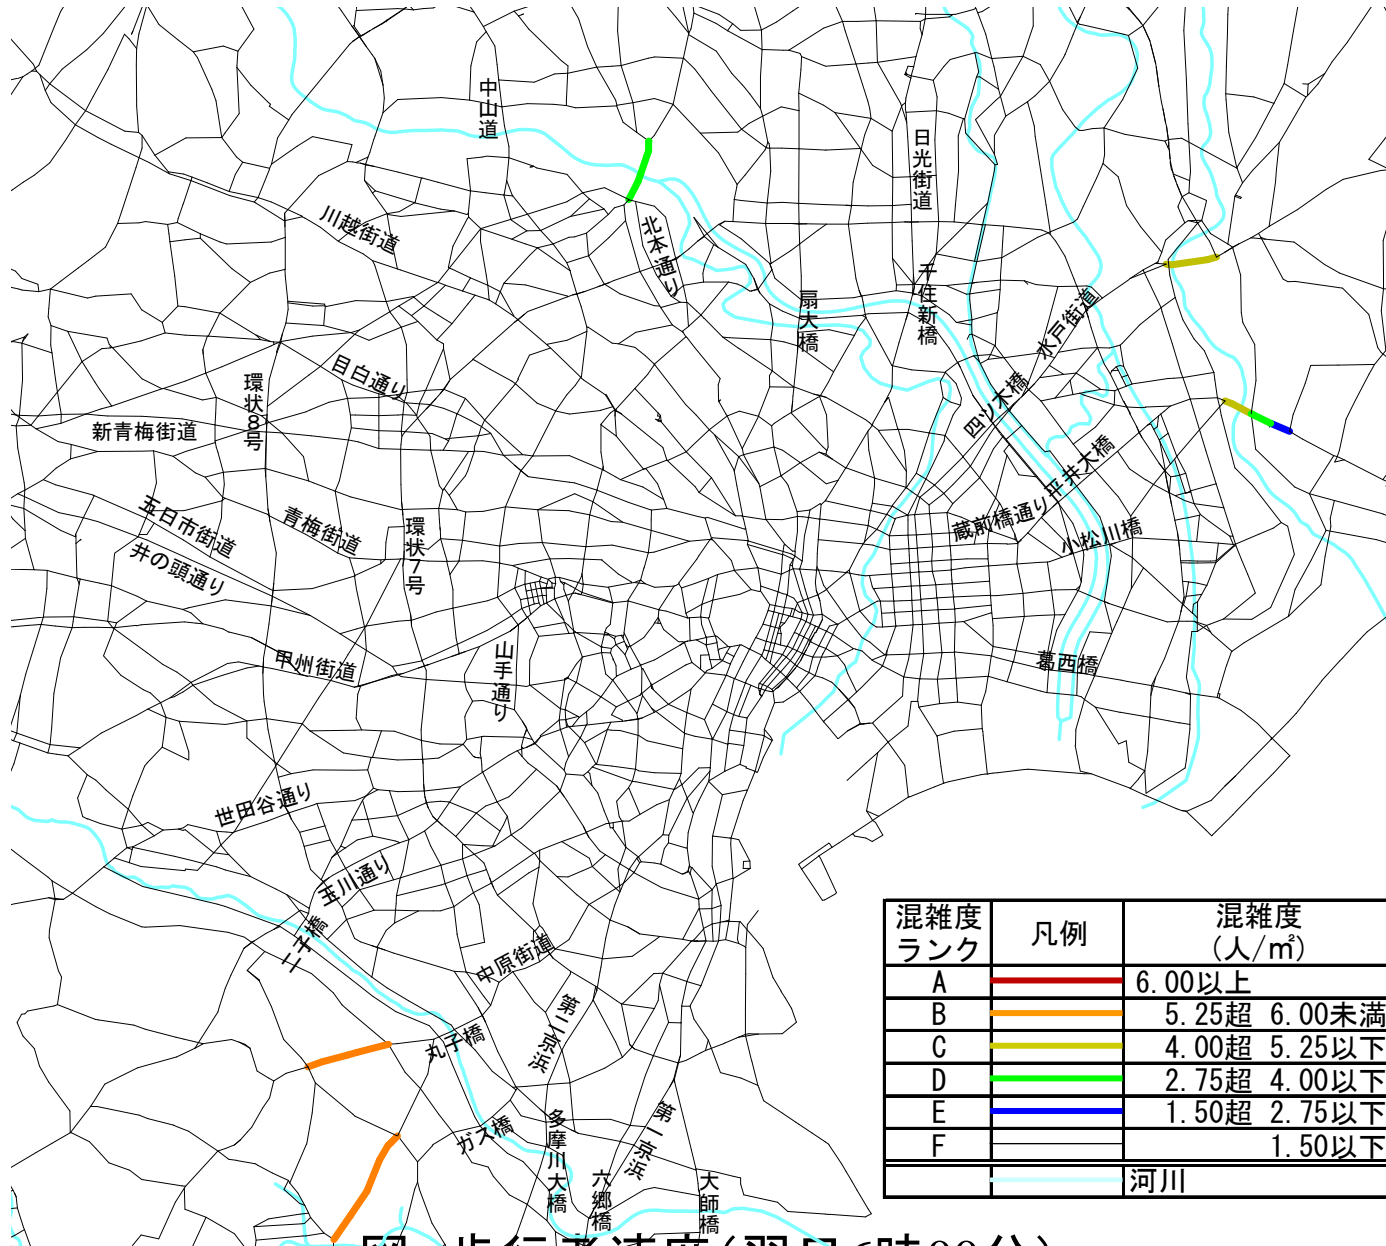 中山道
日光街道
川越街道
北本通り
扇大橋
千住新橋
水戸街道
目白通り
環状8号
新青梅街道
四ツ木橋
平井大橋
五日市街道
青梅街道
環状7号
蔵前橋通り
小松川橋
井の頭通り
甲州街道
山手通り
葛西橋
世田谷通り
玉川通り
二子橋
中原街道
第二京浜
丸子橋
ガス橋
多摩川大橋
第一京浜
六郷橋
大師橋
混雑度ランク 凡例 混雑度(人/㎡)
A 6.00以上
B 5.25超 6.00未満
C 4.00超 5.25以下
D 2.75超 4.00以下
E 1.50超 2.75以下
F 1.50以下
河川